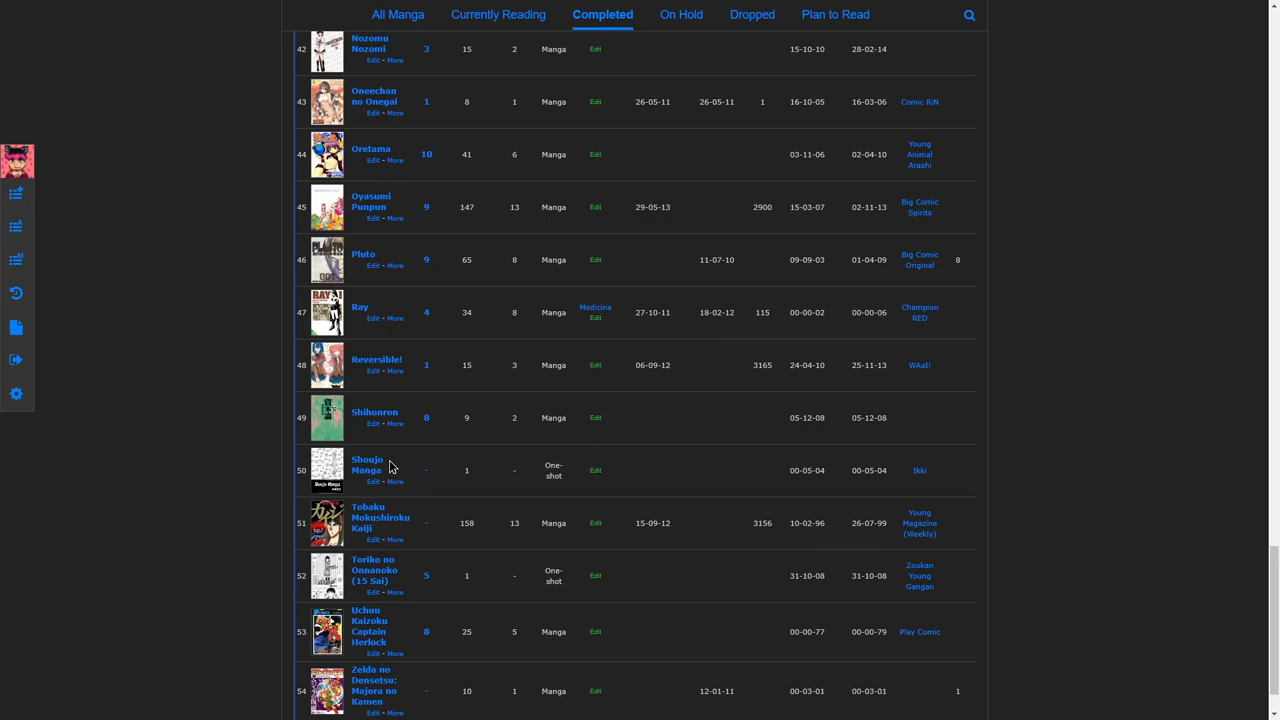 All Manga Currently Reading Completed On Hold Dropped Plan to Read
42 Nozomu Nozomi Edit - More 3 15 2 Manga Edit 15-10-10 28-02-14
43 Oneechan no Onegai Edit - More 1 8 1 Manga Edit 26-05-11 26-05-11 1 16-10-05 16-03-06 Comic RiN
44 Oretama Edit - More 10 41 6 Manga Edit 03-11-06 02-04-10 Young Animal Arashi
45 Oyasumi Punpun Edit - More 9 147 13 Manga Edit 29-05-13 2900 15-03-07 02-11-13 Big Comic Spirits
46 Pluto Edit - More 9 65 8 Manga Edit 11-07-10 09-09-03 01-04-09 Big Comic Original 8
47 Ray Edit - More 4 34 8 Manga Medicina Edit 27-10-11 18-02-12 115 00-00-02 00-00-06 Champion RED
48 Reversible! Edit - More 1 15 3 Manga Edit 06-09-12 3165 24-04-10 25-11-13 WAaI!
49 Shihonron Edit - More 8 9 2 Manga Edit 05-12-08 05-12-08
50 Shoujo Manga Edit - More - 1 - One-shot Edit 00-05-04 00-05-04 Ikki
51 Tobaku Mokushiroku Kaiji Edit - More - 158 13 Manga Edit 15-09-12 3156 10-02-96 26-07-99 Young Magazine (Weekly)
52 Toriko no Onnanoko (15 Sai) Edit - More 5 1 - One-shot Edit 31-10-08 31-10-08 Zoukan Young Gangan
53 Uchuu Kaizoku Captain Herlock Edit - More 8 25 5 Manga Edit 00-00-77 00-00-79 Play Comic
54 Zelda no Densetsu: Majora no Kamen Edit - More - 10 1 Manga Edit 12-01-11 00-03-01 00-03-01 1